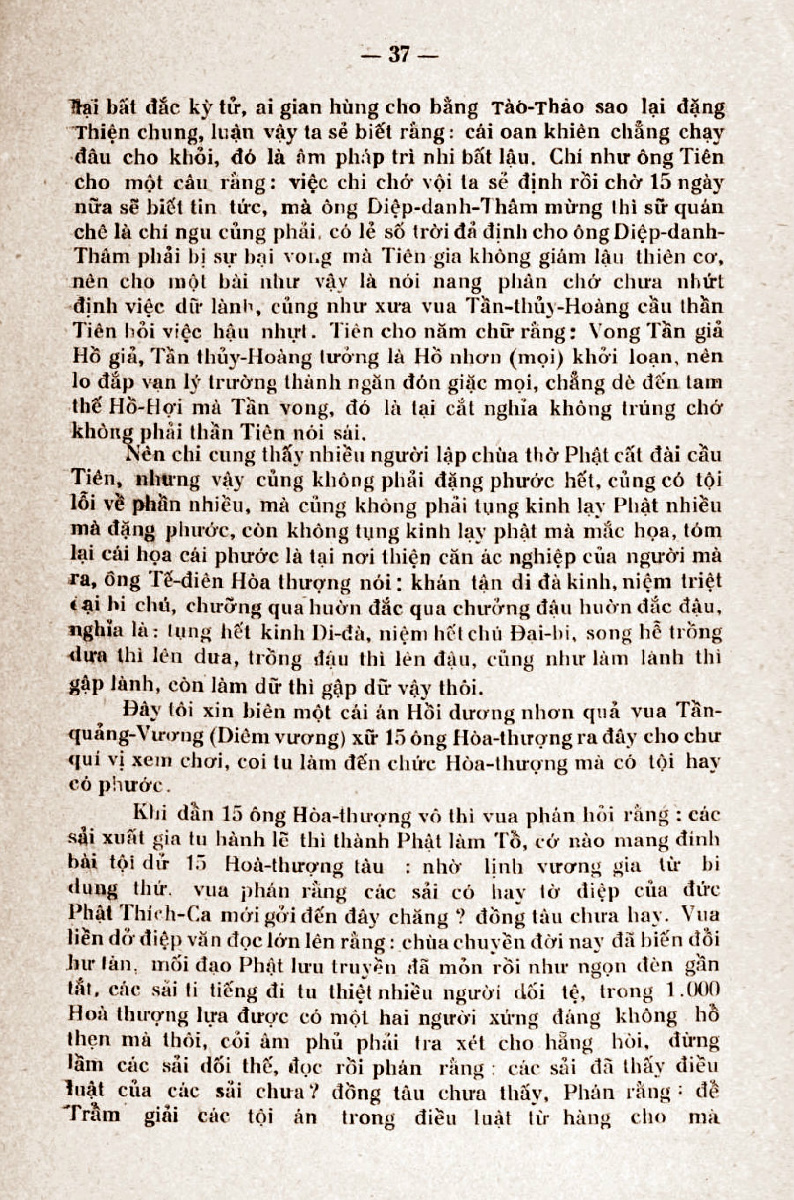 — 37 —
tại bất đắc kỳ tử, ai gian hùng cho bằng Tào-Tháo sao lại đặng
Thiện chung, luận vậy ta sẻ biết rằng: cái oan khiên chẳng chạy
đâu cho khỏi, đó là âm pháp trì nhi bất lậu. Chí như ông Tiên
cho một câu rằng: việc chi chớ vội ta sẻ định rồi chờ 15 ngày
nữa sẽ biết tin tức, mà ông Diệp-danh-Thâm mừng thì sữ quán
chê là chí ngu củng phải, có lẻ số trời đả định cho ông Diệp-danh-
Thâm phải bị sự bại vong mà Tiên gia không giám lậu thiên cơ,
nên cho một bài như vậy là nói nang phân chớ chưa nhứt
định việc dữ lành, củng như xưa vua Tần-thủy-Hoàng cầu thần
Tiên hỏi việc hậu nhựt. Tiên cho năm chữ rằng: Vong Tần giả
Hồ giả, Tần thủy-Hoàng tưởng là Hồ nhơn (mọi) khởi loạn, nên
lo đắp vạn lý trường thành ngăn đón giặc mọi, chẳng dè đến tam
thế Hồ-Hợi mà Tần vong, đó là tại cắt nghỉa không trúng chớ
không phải thần Tiên nói sái.
Nên chi cung thấy nhiều người lập chùa thờ Phật cất đài cầu
Tiên, nhưng vậy củng không phải đặng phước hết, củng có tội
lỗi về phần nhiều, mà củng không phải tụng kinh lạy Phật nhiều
mà đặng phước, còn không tụng kinh lạy phật mà mắc họa, tóm
lại cái họa cái phước là tại nơi thiện căn ác nghiệp của người mà
ra, ông Tế-điên Hòa thượng nói: khán tận di đà kinh, niệm triệt
đại bi chú, chưỡng qua huờn đắc qua chưởng đậu huờn đắc đậu,
nghỉa là: tụng hết kinh Di-đà, niệm hết chú Đại-bi, song hễ trồng
dưa thì lên dua, trồng đậu thì lên đậu, củng như làm lành thì
gặp lành, còn làm dữ thì gập dữ vậy thôi.
Đây tôi xin biên một cái án Hồi dương nhơn quả vua Tần-
quảng-Vương (Diêm vương) xữ 15 ông Hòa-thượng ra đây cho chư
quí vị xem chơi, coi tu làm đến chức Hòa-thượng mà có tội hay
có phước.
Khi dẩn 15 ông Hòa-thượng vô thì vua phán hỏi rằng: các
sải xuất gia tu hành lẽ thì thành Phật làm Tổ, cớ nào mang đính
bài tội dử 15 Hoà-thượng tâu : nhờ lịnh vương gia từ bi
dung thứ. vua phán rằng các sải có hay tờ điệp của đức
Phật Thích-Ca mới gởi đến đây chăng? đồng tâu chưa hay. Vua
liền dở điệp văn đọc lớn lên rằng: chùa chuyền đời nay đã biến đổi
hư tàn, mối đạo Phật lưu truyền đã mỏn rồi như ngọn đèn gần
tắt, các sải ti tiếng đi tu thiệt nhiều người dối tệ, trong 1.000
Hoà thượng lựa được có một hai người xứng đáng không hổ
thẹn mà thôi, cỏi âm phủ phải tra xét cho hẵng hòi, đừng
lầm các sải dối thế, đọc rồi phán rằng: các sải đã thấy điều
luật của các sải chưa? đồng tâu chưa thấy, Phán rằng: để
Trẫm giải các tội án trong điều luật từ hàng cho mà